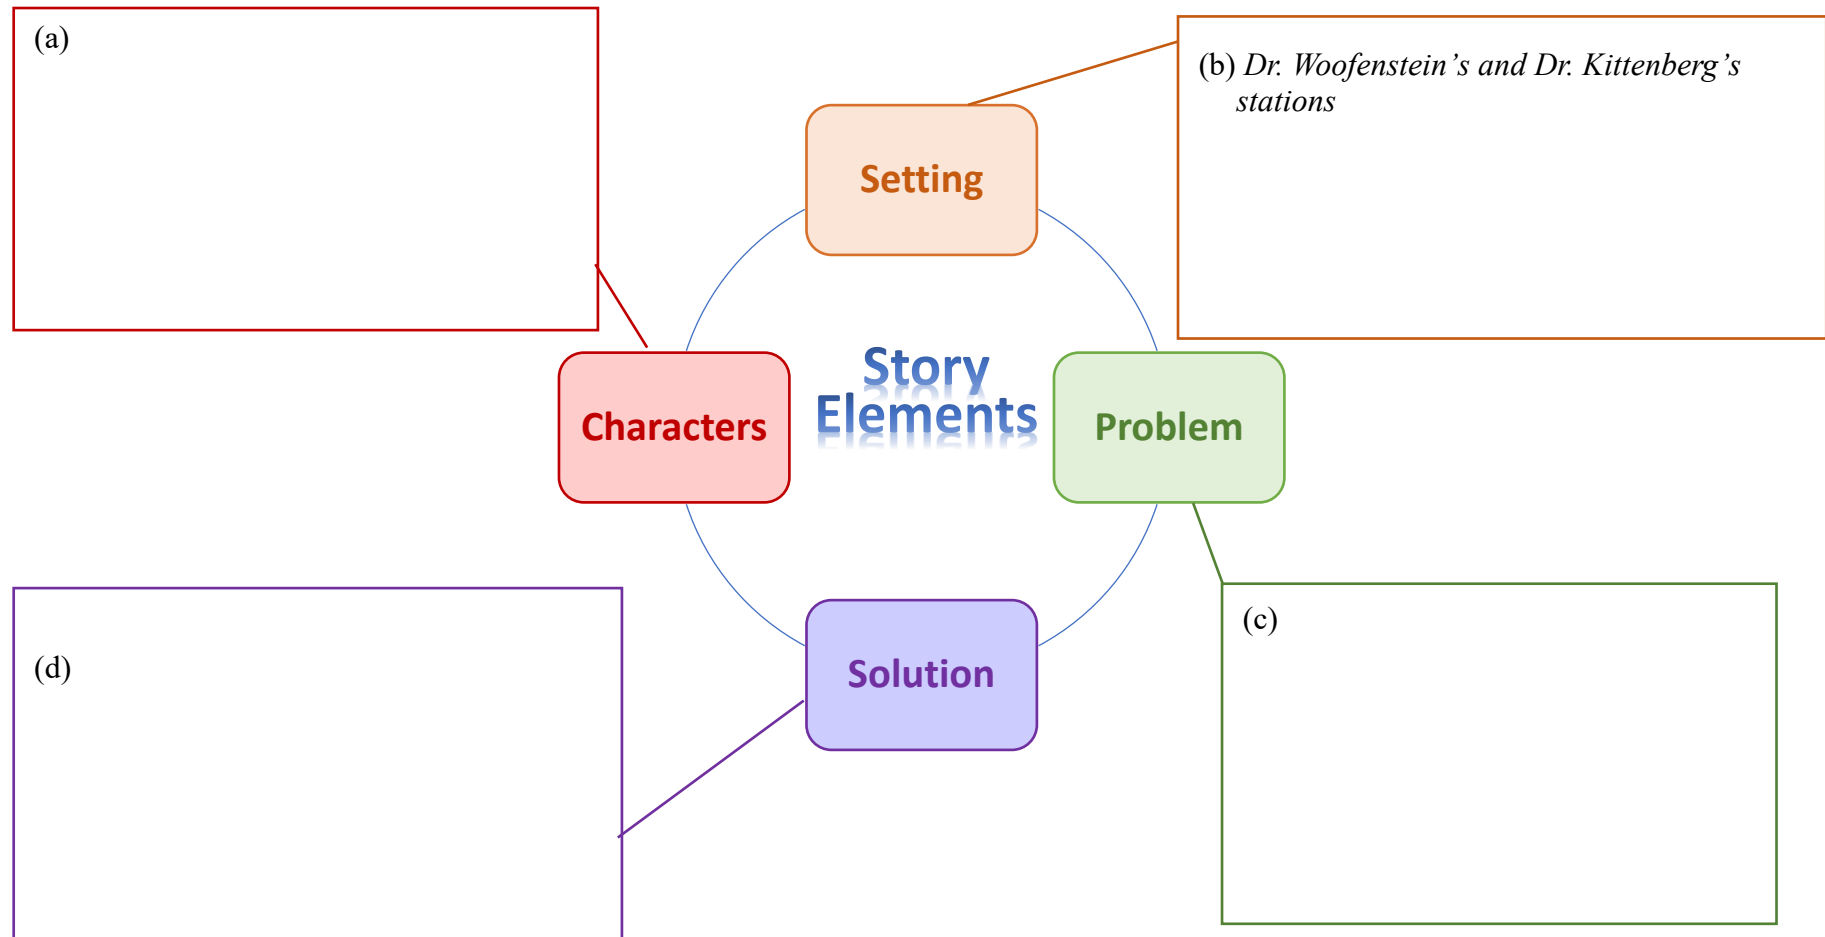 (a)
(b) Dr. Woofenstein’s and Dr. Kittenberg’s
stations
Setting
Story
Elements
Characters
Problem
(c)
(d)
Solution